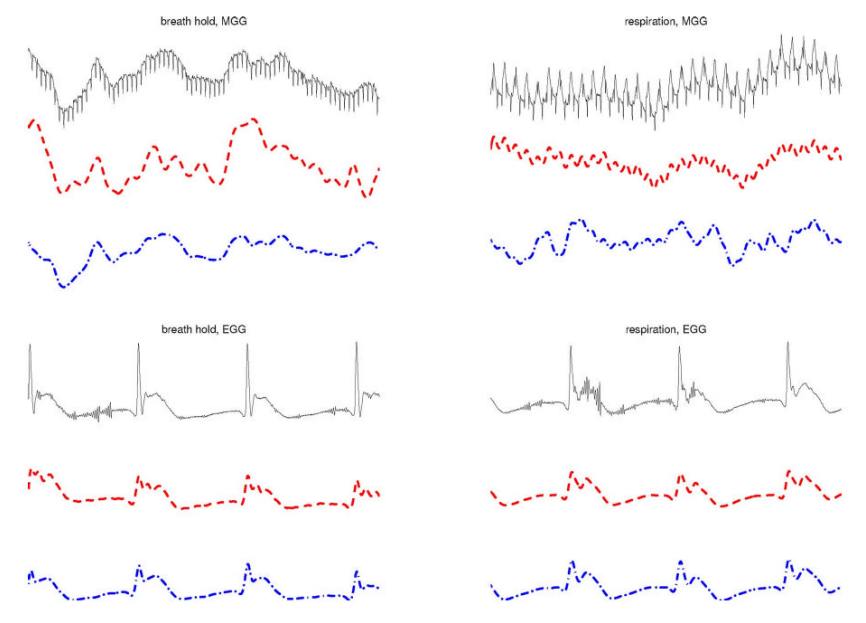 breath hold, MGG
respiration, MGG
breath hold, EGG
respiration, EGG